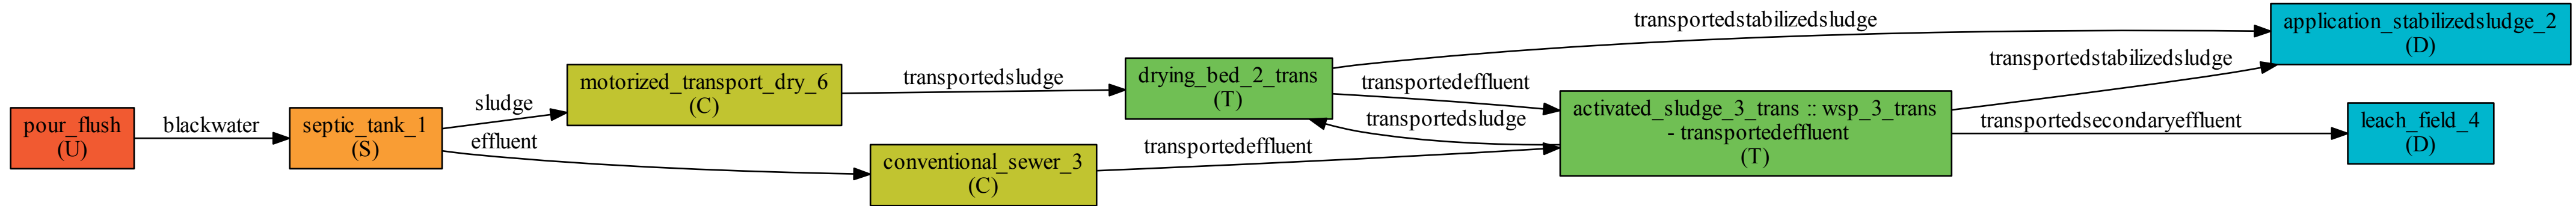 pour_flush
(U)
blackwater
septic_tank_1
(S)
sludge
effluent
motorized_transport_dry_6
(C)
conventional_sewer_3
(C)
transportedsludge
transportedeffluent
drying_bed_2_trans
(T)
transportedstabilizedsludge
transportedeffluent
transportedsludge
activated_sludge_3_trans :: wsp_3_trans
- transportedeffluent
(T)
transportedstabilizedsludge
transportedsecondaryeffluent
application_stabilizedsludge_2
(D)
leach_field_4
(D)